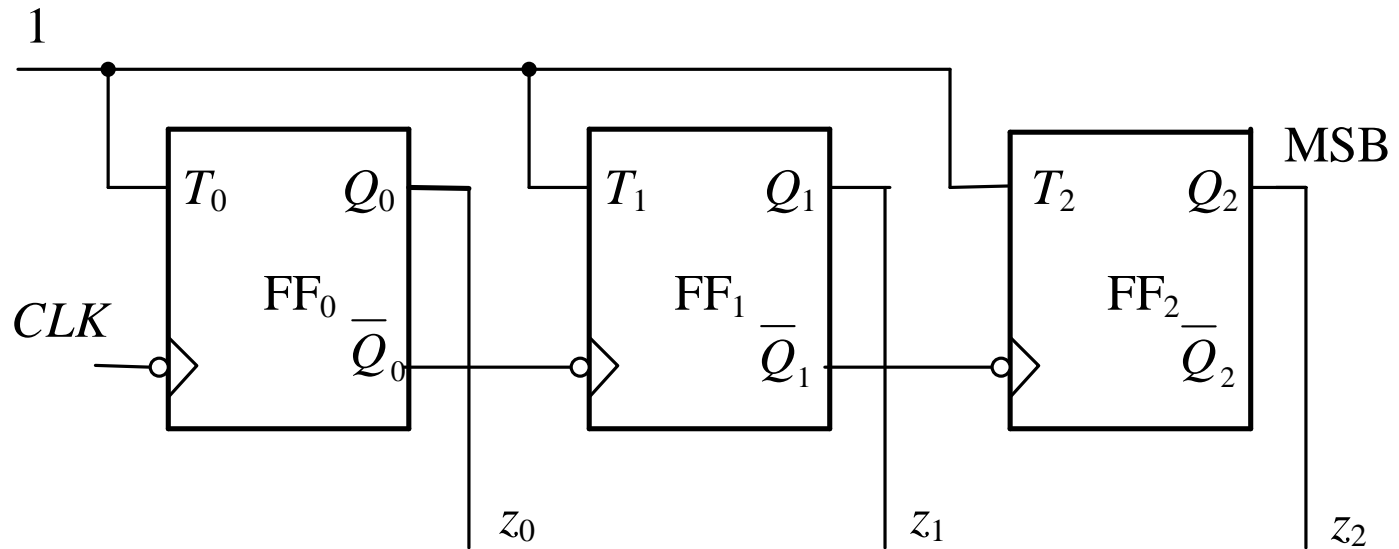 1
MSB
T₀ Q₀ T₁ Q₁ T₂ Q₂
FF₀ FF₁ FF₂
CLK Q̅₀ Q̅₁ Q̅₂
z₀ z₁ z₂